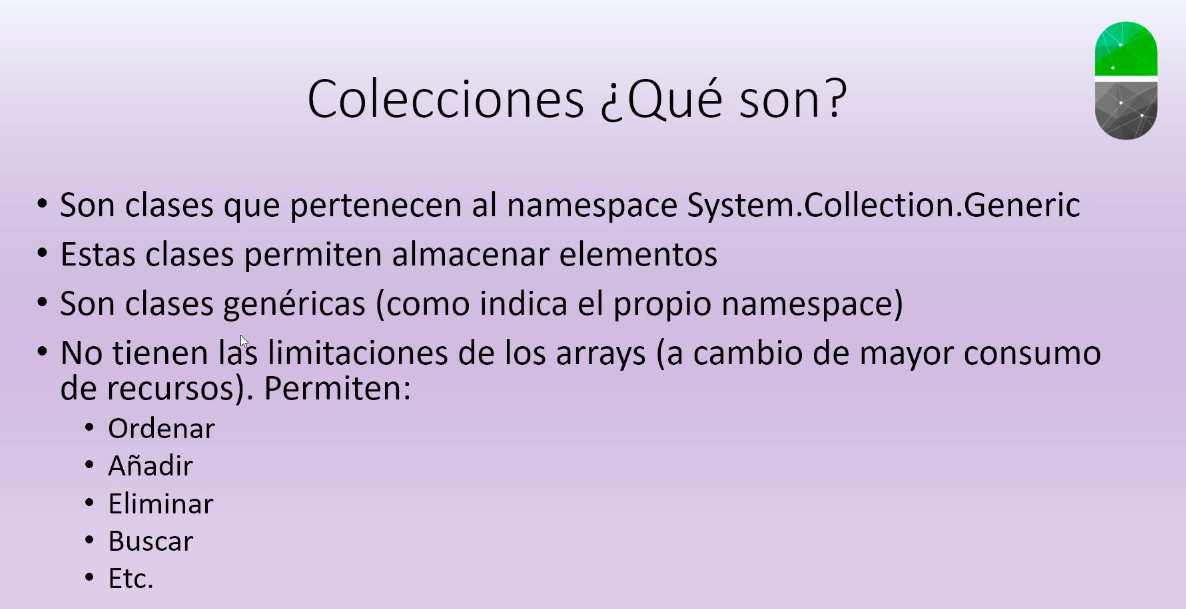 Colecciones ¿Qué son?
• Son clases que pertenecen al namespace System.Collection.Generic
• Estas clases permiten almacenar elementos
• Son clases genéricas (como indica el propio namespace)
• No tienen las limitaciones de los arrays (a cambio de mayor consumo
de recursos). Permiten:
• Ordenar
• Añadir
• Eliminar
• Buscar
• Etc.